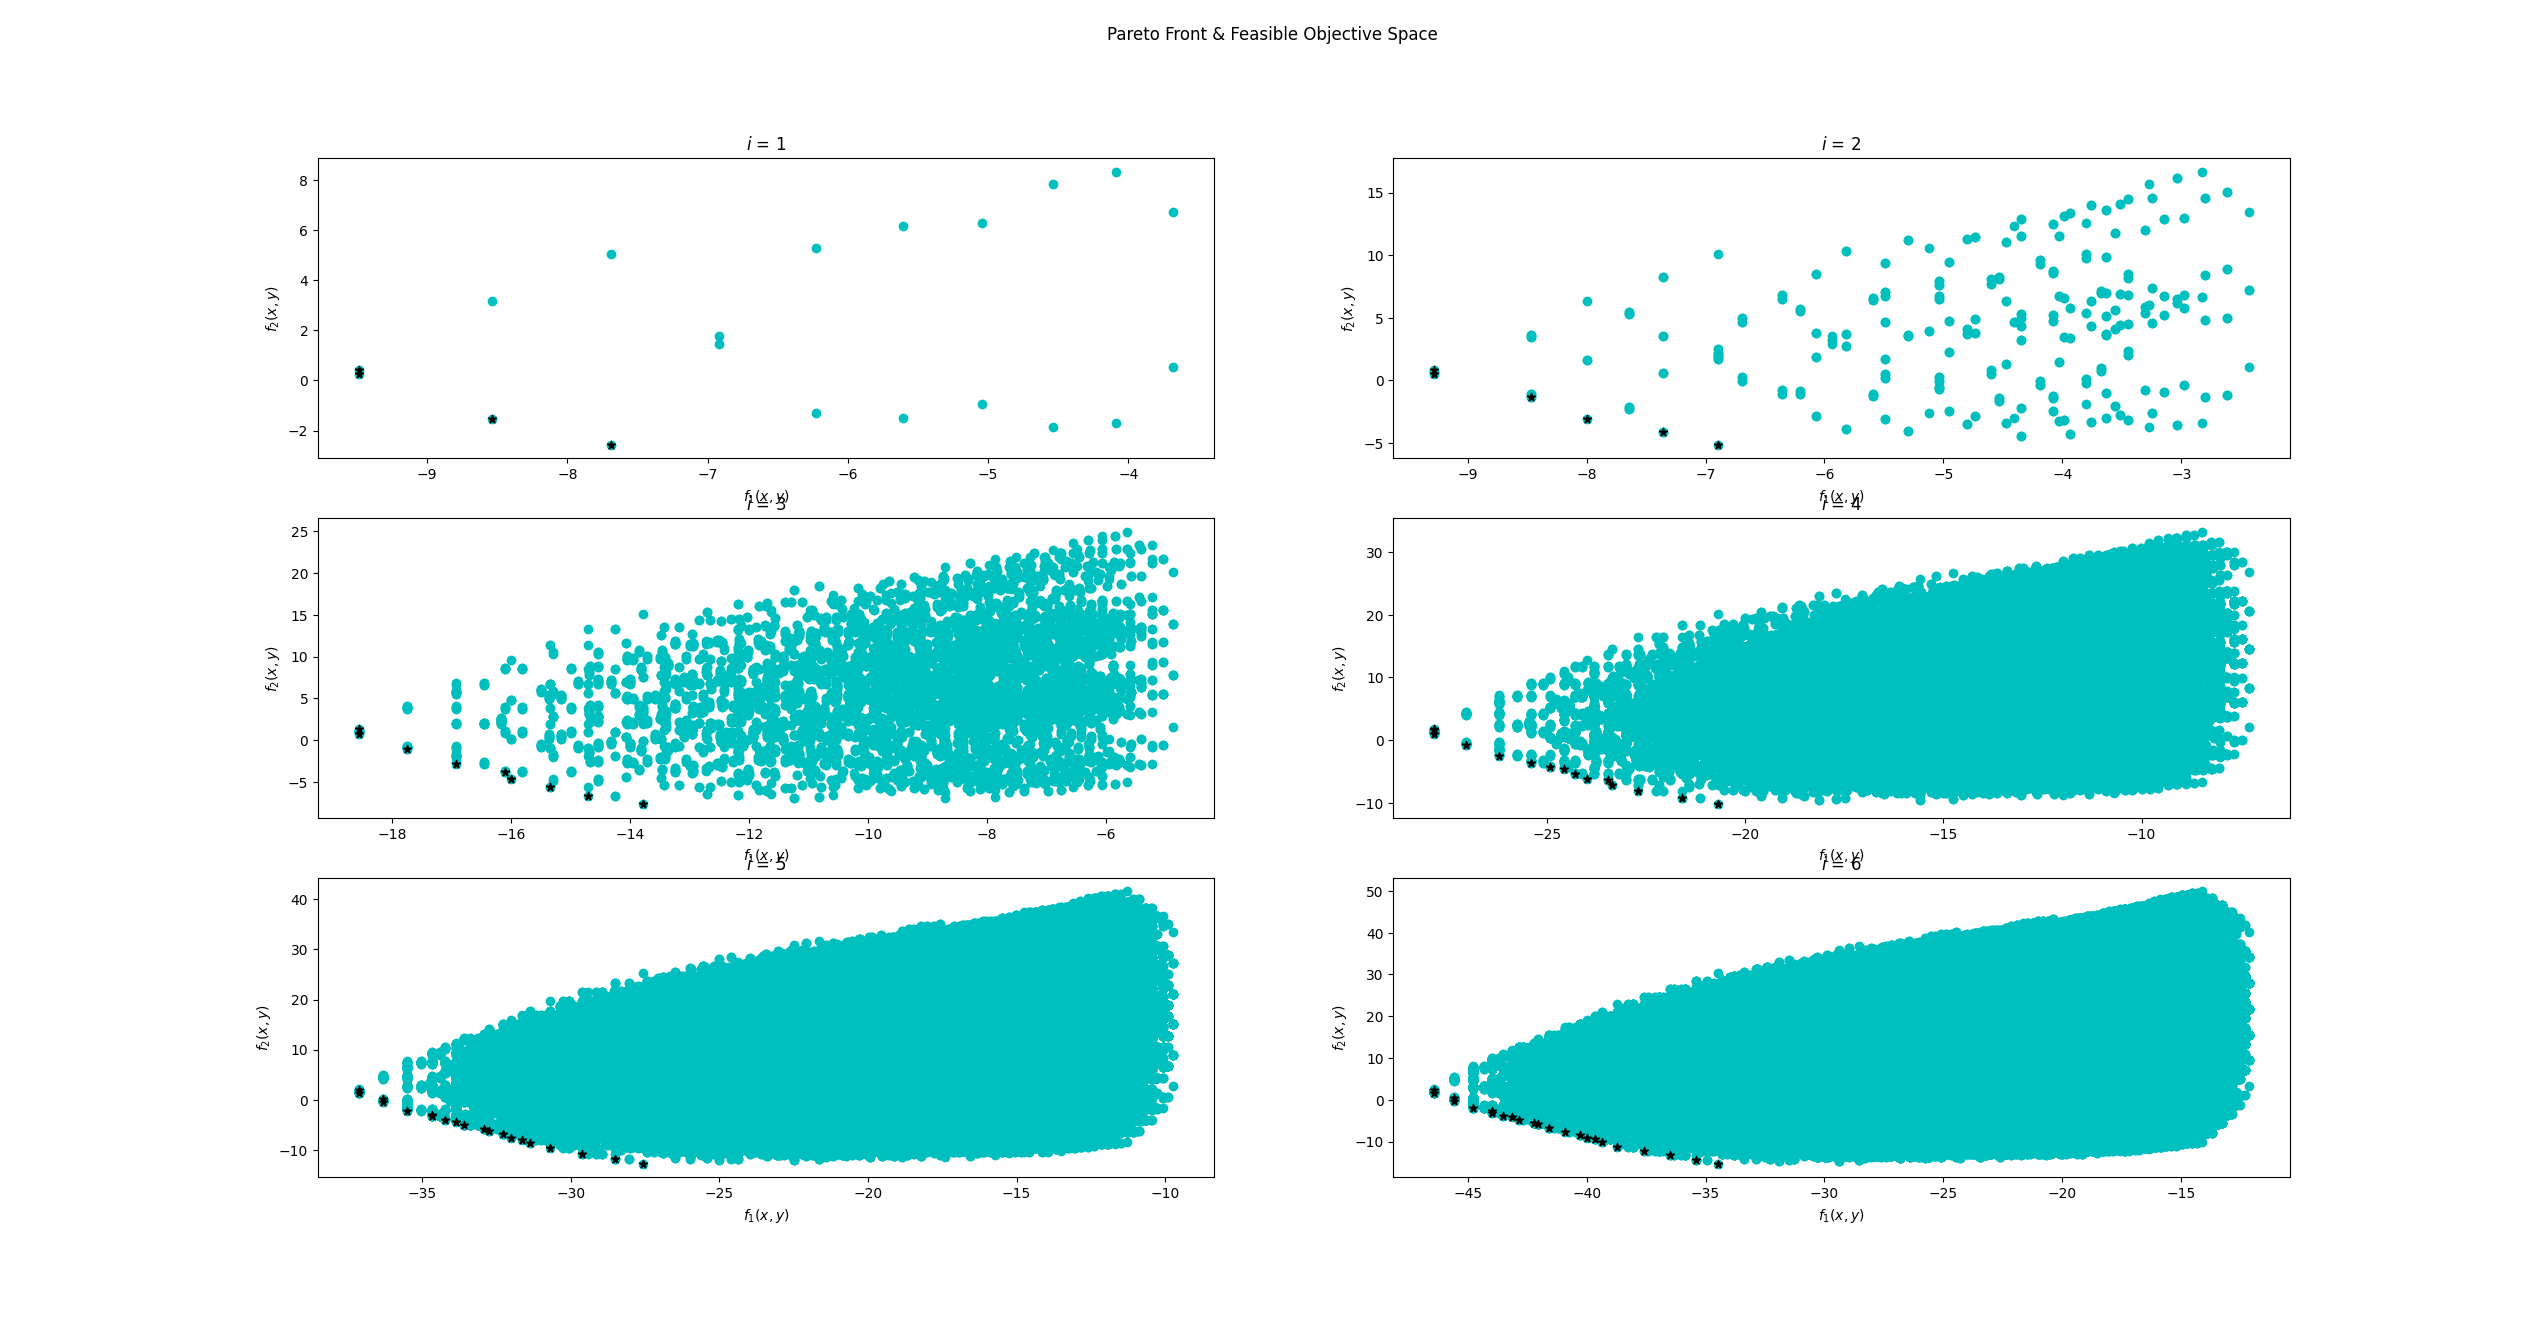 Pareto Front & Feasible Objective Space
i = 1
8
6
4
2
0
−2
f₂(x, y)
−9 −8 −7 −6 −5 −4
f₁(x, y)
i = 2
15
10
5
0
−5
f₂(x, y)
−9 −8 −7 −6 −5 −4 −3
f₁(x, y)
i = 3
25
20
15
10
5
0
−5
f₂(x, y)
−18 −16 −14 −12 −10 −8 −6
f₁(x, y)
i = 4
30
20
10
0
−10
f₂(x, y)
−25 −20 −15 −10
f₁(x, y)
i = 5
40
30
20
10
0
−10
f₂(x, y)
−35 −30 −25 −20 −15 −10
f₁(x, y)
i = 6
50
40
30
20
10
0
−10
f₂(x, y)
−45 −40 −35 −30 −25 −20 −15
f₁(x, y)